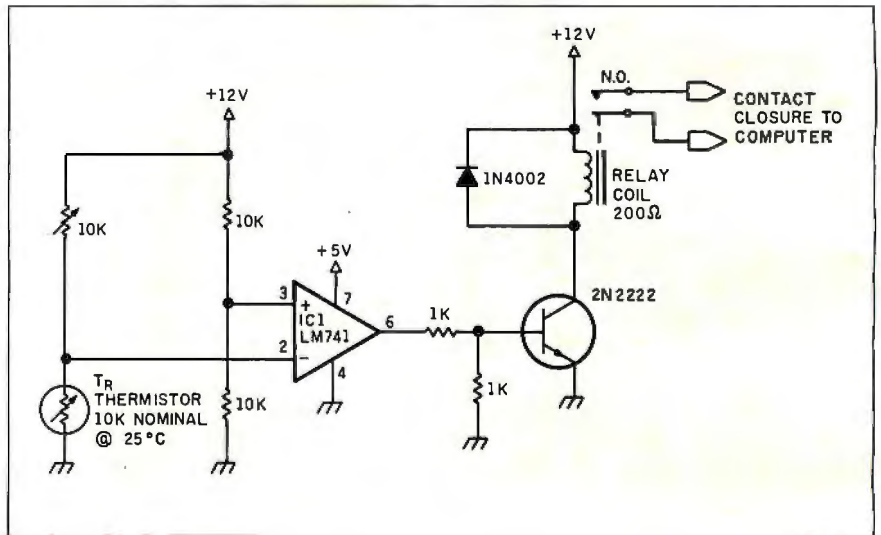 +12V
N.O.
CONTACT
CLOSURE TO
COMPUTER
+12V
1N4002
RELAY
COIL
200Ω
10K
10K
+5V
3
+
7
IC1
LM741
6
1K
2N2222
2
−
4
1K
TR
THERMISTOR
10K NOMINAL
@ 25°C
10K